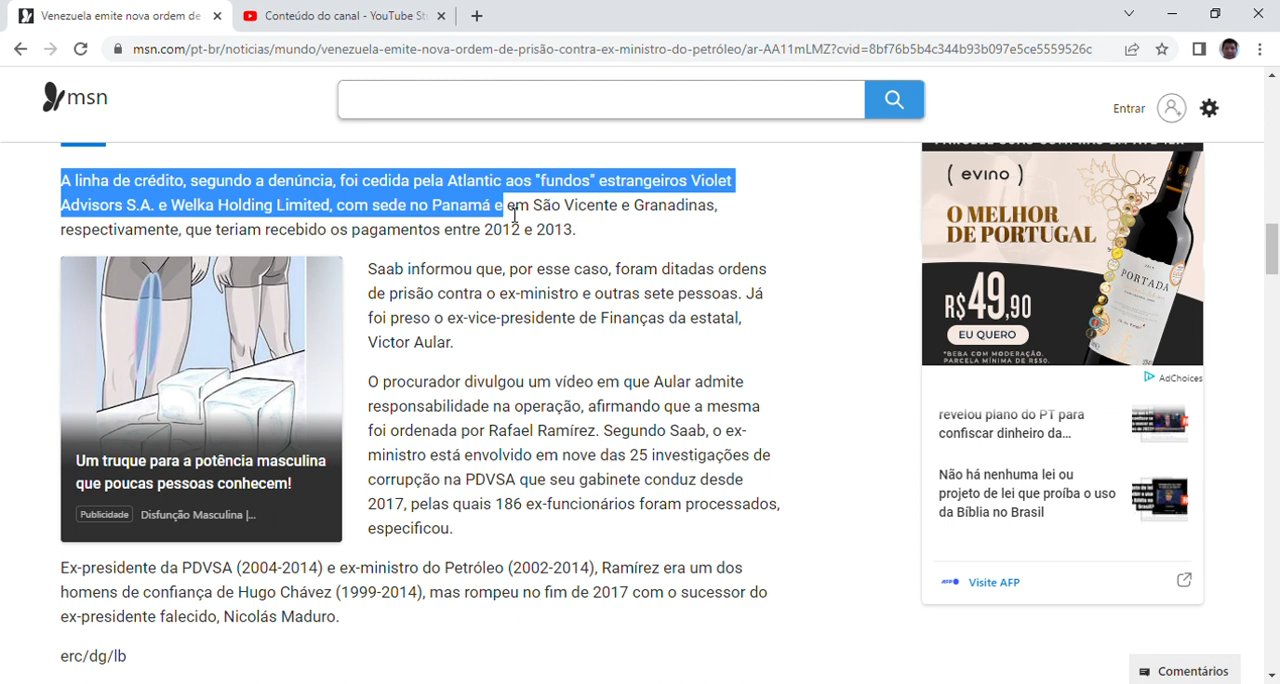 Venezuela emite nova ordem de
Conteúdo do canal - YouTube St
msn.com/pt-br/noticias/mundo/venezuela-emite-nova-ordem-de-prisão-contra-ex-ministro-do-petróleo/ar-AA11mLMZ?cvid=8bf76b5b4c344b93b097e5ce5559526c
msn
Entrar
A linha de crédito, segundo a denúncia, foi cedida pela Atlantic aos "fundos" estrangeiros Violet
Advisors S.A. e Welka Holding Limited, com sede no Panamá e em São Vicente e Granadinas,
respectivamente, que teriam recebido os pagamentos entre 2012 e 2013.
Saab informou que, por esse caso, foram ditadas ordens
de prisão contra o ex-ministro e outras sete pessoas. Já
foi preso o ex-vice-presidente de Finanças da estatal,
Victor Aular.
O procurador divulgou um vídeo em que Aular admite
responsabilidade na operação, afirmando que a mesma
foi ordenada por Rafael Ramírez. Segundo Saab, o ex-
ministro está envolvido em nove das 25 investigações de
corrupção na PDVSA que seu gabinete conduz desde
2017, pelas quais 186 ex-funcionários foram processados,
especificou.
Um truque para a potência masculina
que poucas pessoas conhecem!
Publicidade
Disfunção Masculina |...
Ex-presidente da PDVSA (2004-2014) e ex-ministro do Petróleo (2002-2014), Ramírez era um dos
homens de confiança de Hugo Chávez (1999-2014), mas rompeu no fim de 2017 com o sucessor do
ex-presidente falecido, Nicolás Maduro.
erc/dg/lb
( evino )
O MELHOR
DE PORTUGAL
R$49,90
EU QUERO
*BEBA COM MODERAÇÃO.
PARCELA MÍNIMA DE R$50.
PORTADA
AdChoices
revelou plano do PT para
confiscar dinheiro da...
Não há nenhuma lei ou
projeto de lei que proíba o uso
da Bíblia no Brasil
AFP
Visite AFP
Comentários